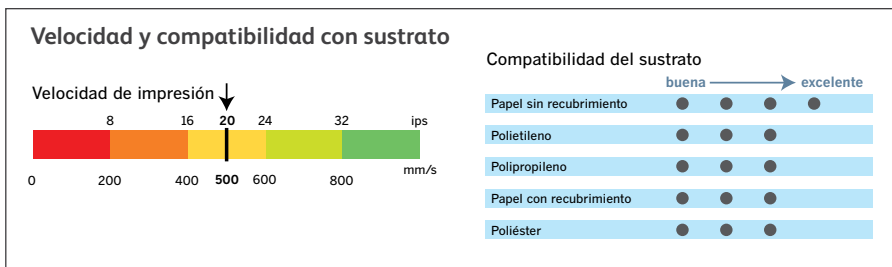 Velocidad y compatibilidad con sustrato
Velocidad de impresión
8 16 20 24 32 ips
0 200 400 500 600 800 mm/s
Compatibilidad del sustrato
buena excelente
Papel sin recubrimiento
Polietileno
Polipropileno
Papel con recubrimiento
Poliéster